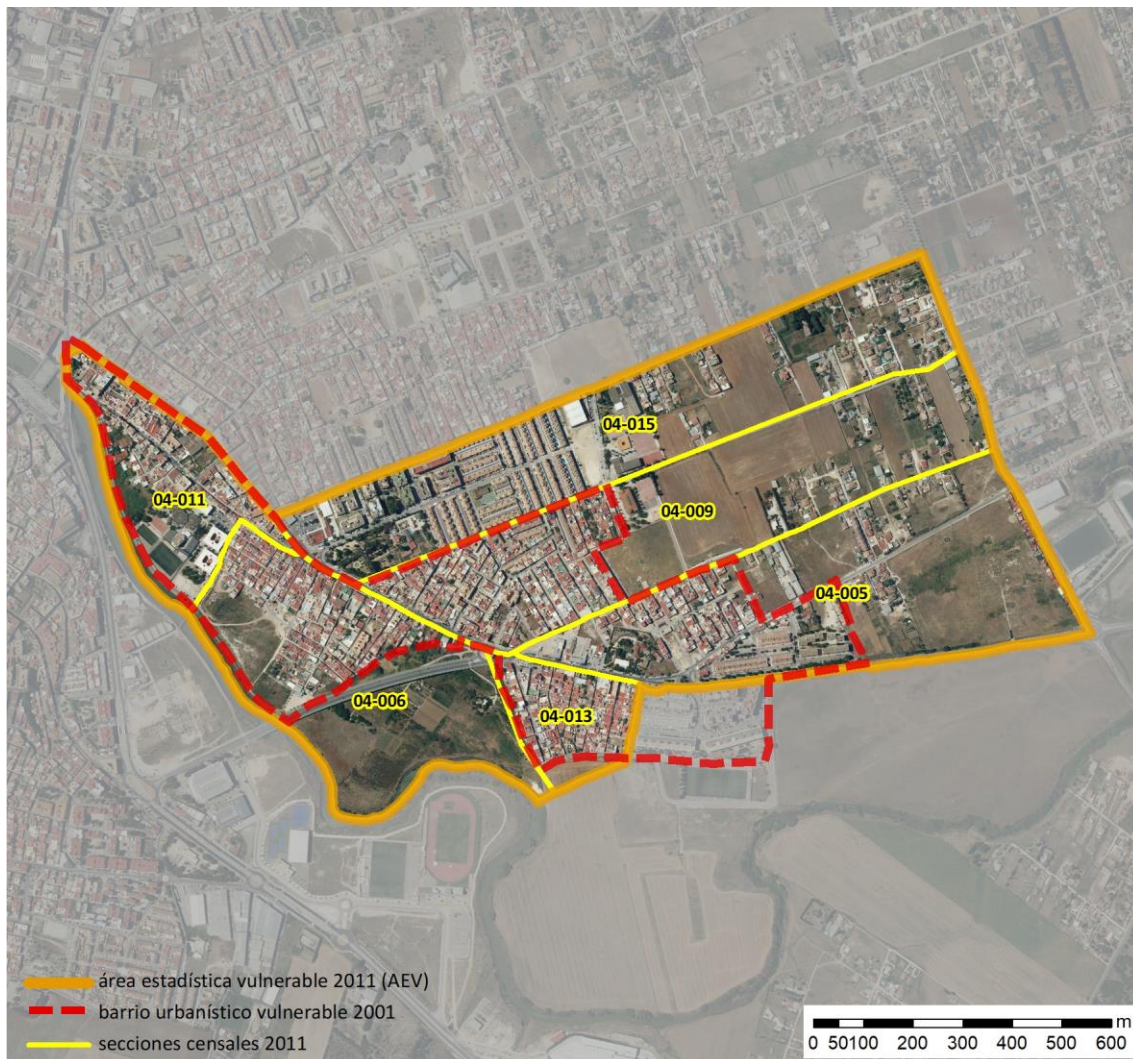 04-015
04-011
04-009
04-005
04-006
04-013
área estadística vulnerable 2011 (AEV)
barrio urbanístico vulnerable 2001
secciones censales 2011
m
0 50100 200 300 400 500 600